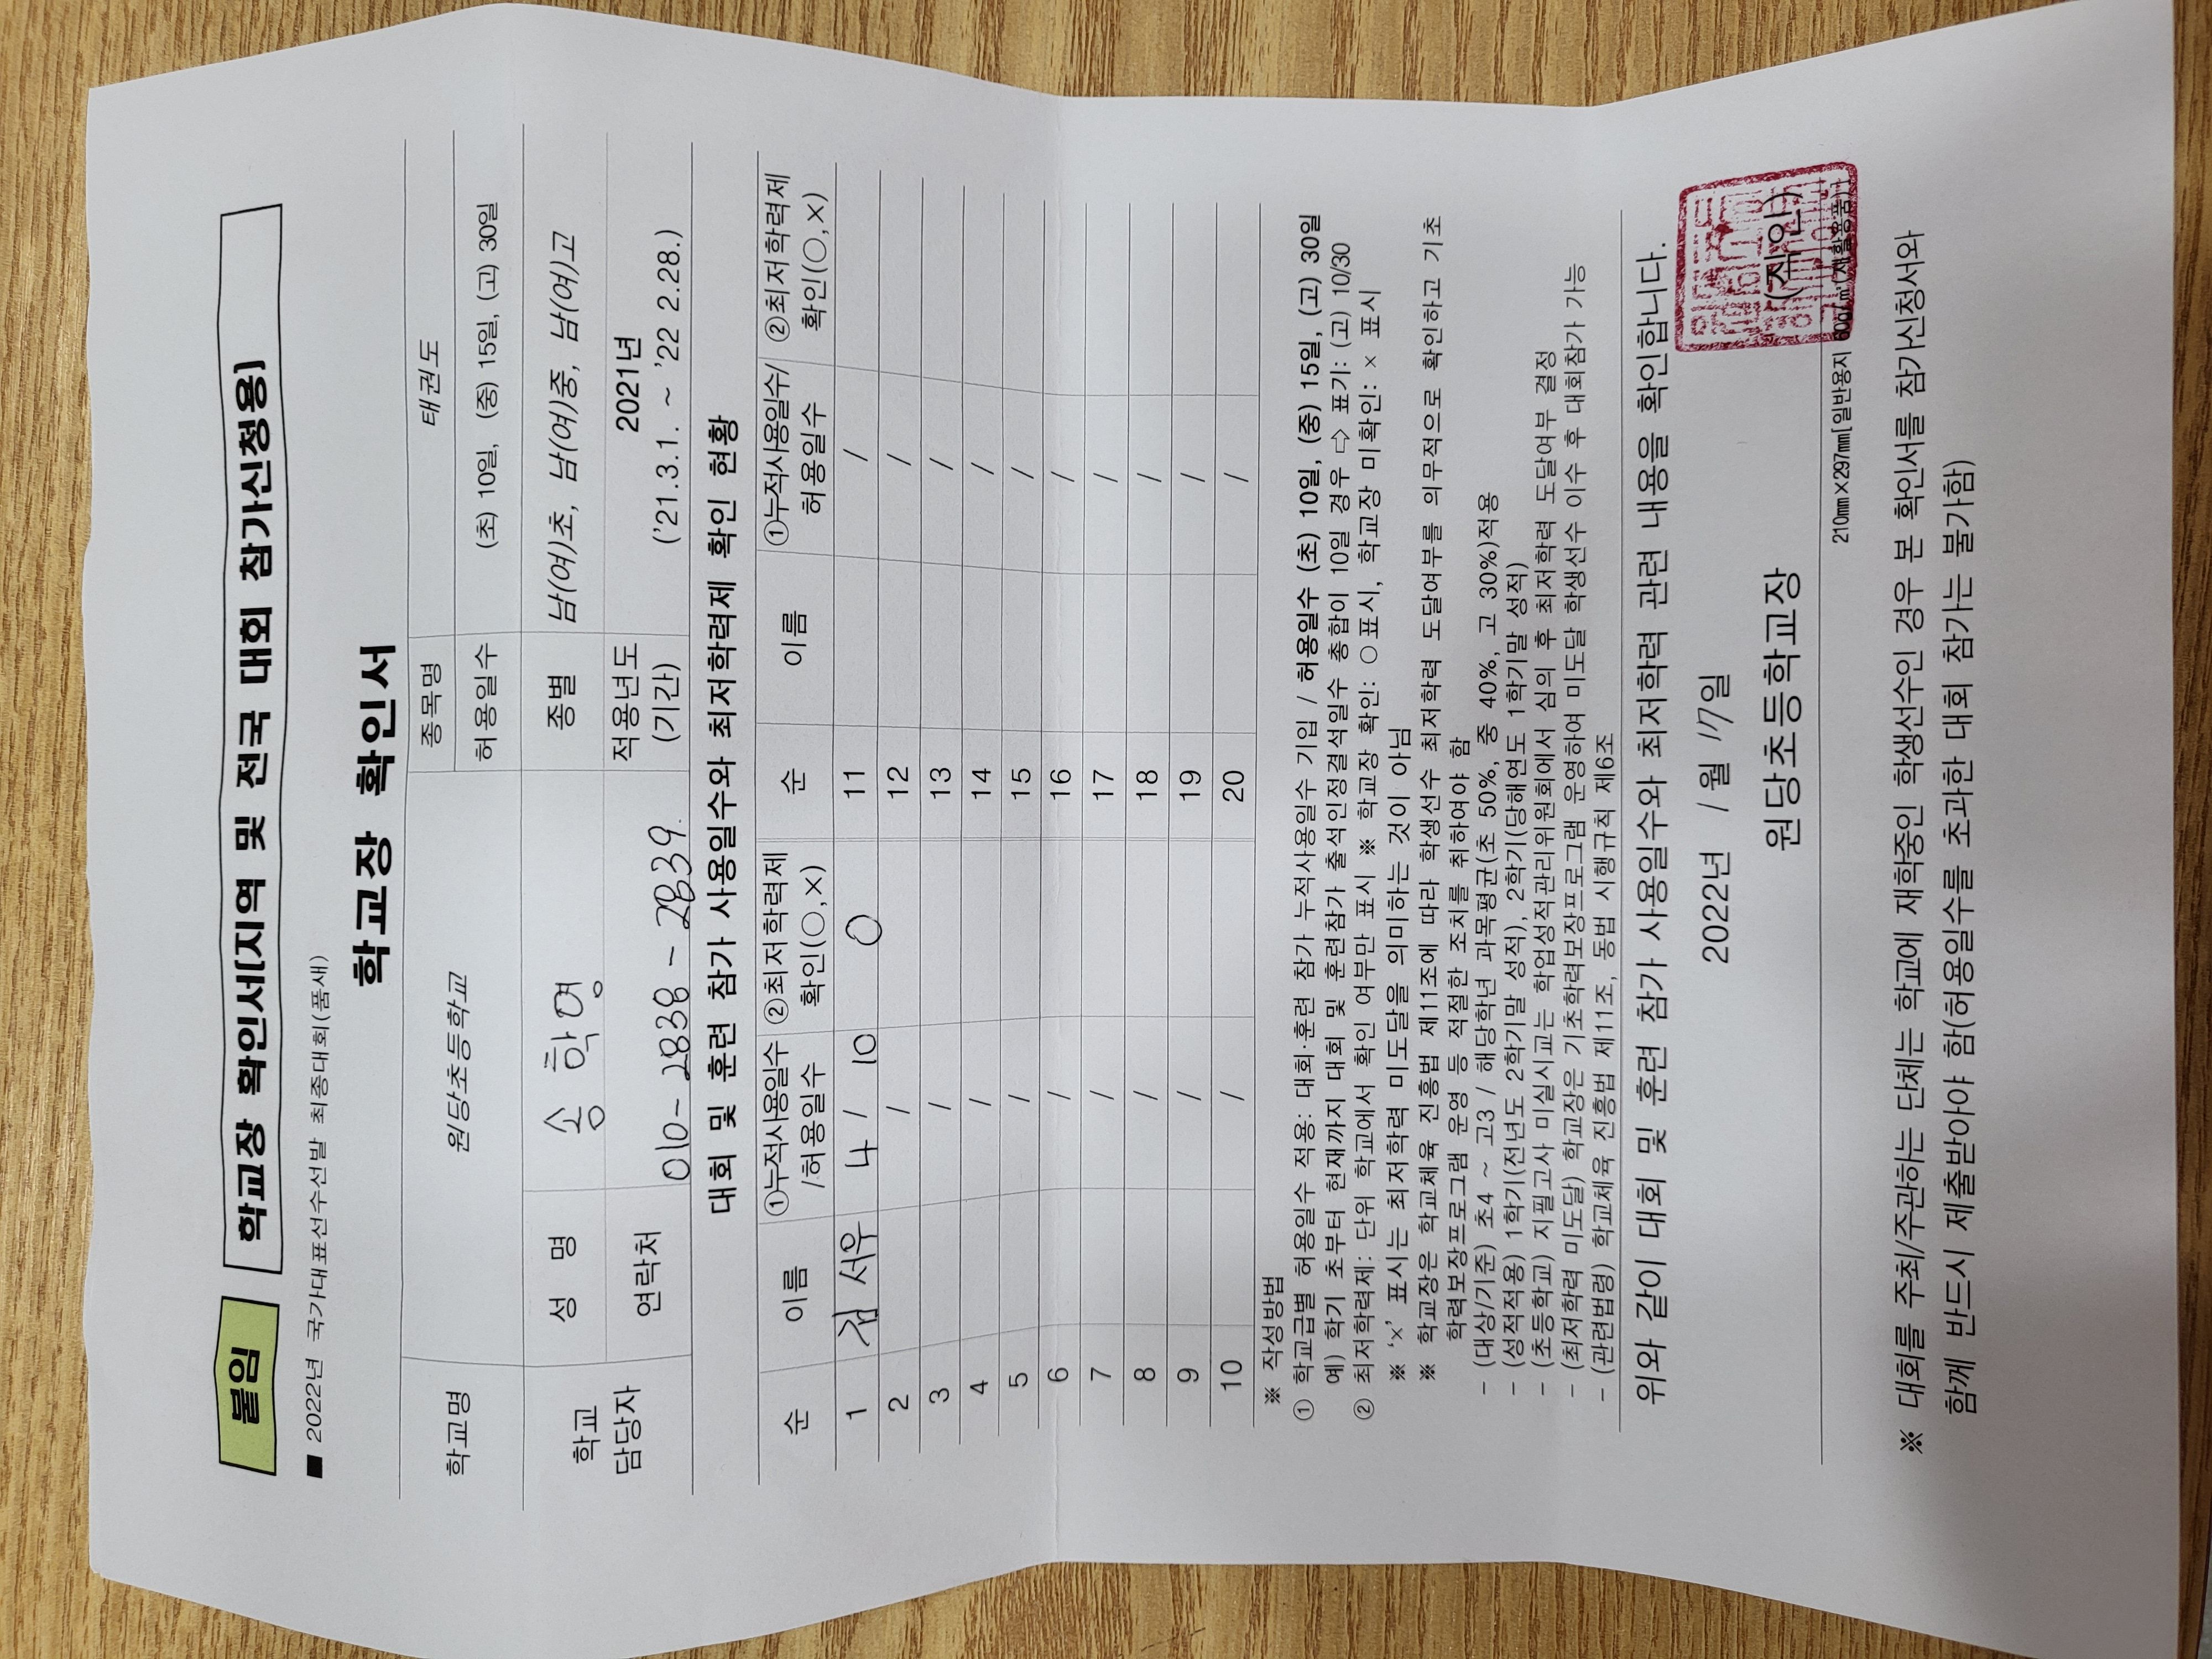 붙임 학교장 확인서(지역 및 전국 대회 참가신청용)
■ 2022년 국가대표선수선발 최종대회(품새)
학교장 확인서
학교명 원당초등학교 종목명 태권도
허용일수 (초) 10일, (중) 15일, (고) 30일
학교 담당자 성 명 송학영 종별 남(여)초, 남(여)중, 남(여)고
연락처 010-2838-2839. 적용년도 (기간) 2021년 ('21.3.1. ~ '22 2.28.)
대회 및 훈련 참가 사용일수와 최저학력제 확인 현황
순 이름 ①누적사용일수/허용일수 ②최저학력제 확인(○,×) 순 이름 ①누적사용일수/허용일수 ②최저학력제 확인(○,×)
1 김서우 4 / 10 ○ 11 /
2 / 12 /
3 / 13 /
4 / 14 /
5 / 15 /
6 / 16 /
7 / 17 /
8 / 18 /
9 / 19 /
10 / 20 /
※ 작성방법
① 학교급별 허용일수 적용: 대회·훈련 참가 누적사용일수 기입 / 허용일수 (초) 10일, (중) 15일, (고) 30일
예) 학기 초부터 현재까지 대회 및 훈련참가 출석인정결석일수 총합이 10일 경우 ⇨ 표기: (고) 10/30
② 최저학력제: 단위 학교에서 확인 여부만 표시 ※ 학교장 확인: ○ 표시, 학교장 미확인: × 표시
※ '×' 표시는 최저학력 미도달을 의미하는 것이 아님
※ 학교장은 학교체육 진흥법 제11조에 따라 학생선수 최저학력 도달여부를 의무적으로 확인하고 기초
학력보장프로그램 운영 등 적절한 조치를 취하여야 함
- (대상/기준) 초4 ~ 고3 / 해당학년 과목평균(초 50%, 중 40%, 고 30%)적용
- (성적적용) 1학기(전년도 2학기말 성적), 2학기(당해연도 1학기말 성적)
- (초등학교) 지필고사 미실시교는 학업성적관리위원회에서 심의 후 최저학력 도달여부 결정
- (최저학력 미도달) 학교장은 기초학력보장프로그램 운영하여 미도달 학생선수 이수 후 대회참가 가능
- (관련법령) 학교체육 진흥법 제11조, 동법 시행규칙 제6조
위와 같이 대회 및 훈련 참가 사용일수와 최저학력 관련 내용을 확인합니다.
2022년 1월 17일
원당초등학교장 (직인)
210㎜×297㎜[일반용지 60g/㎡(재활용품)]
※ 대회를 주최/주관하는 단체는 학교에 재학중인 학생선수인 경우 본 확인서를 참가신청서와
함께 반드시 제출받아야 함(허용일수를 초과한 대회 참가는 불가함)